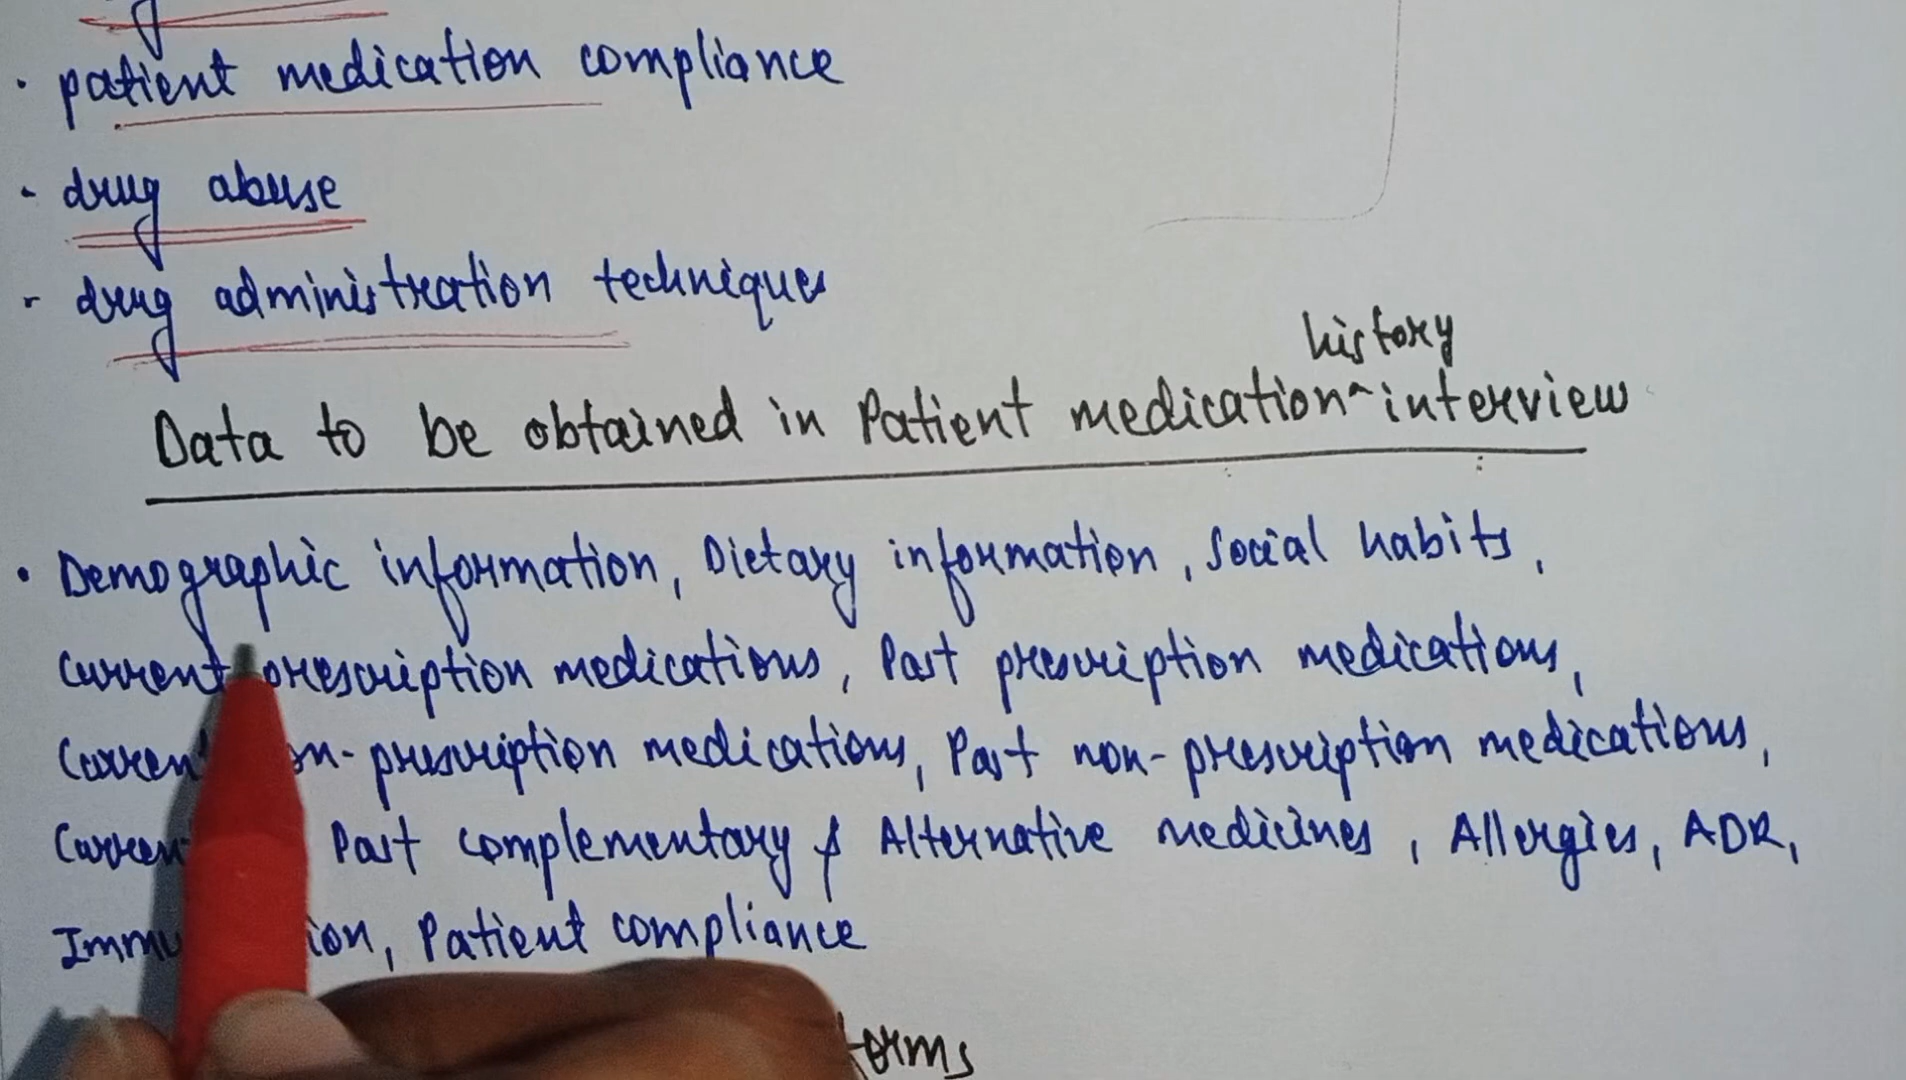 · patient medication compliance
- drug abuse
- drug administration techniques
history
Data to be obtained in Patient medication ^ interview
· Demographic information, Dietary information, Social habits,
Current prescription medications, Past prescription medications,
Current -prescription medications, Past non-prescription medications,
Current Past complementary & Alternative medicines, Allergies, ADR,
Patient compliance